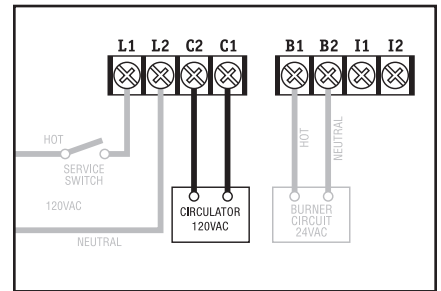 L1 L2 C2 C1 B1 B2 I1 I2
HOT
SERVICE
SWITCH
120VAC
NEUTRAL
CIRCULATOR
120VAC
HOT
NEUTRAL
BURNER
CIRCUIT
24VAC